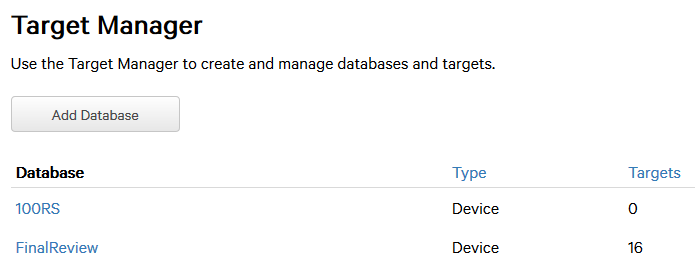 Target Manager
Use the Target Manager to create and manage databases and targets.
Add Database
Database Type Targets
100RS Device 0
FinalReview Device 16